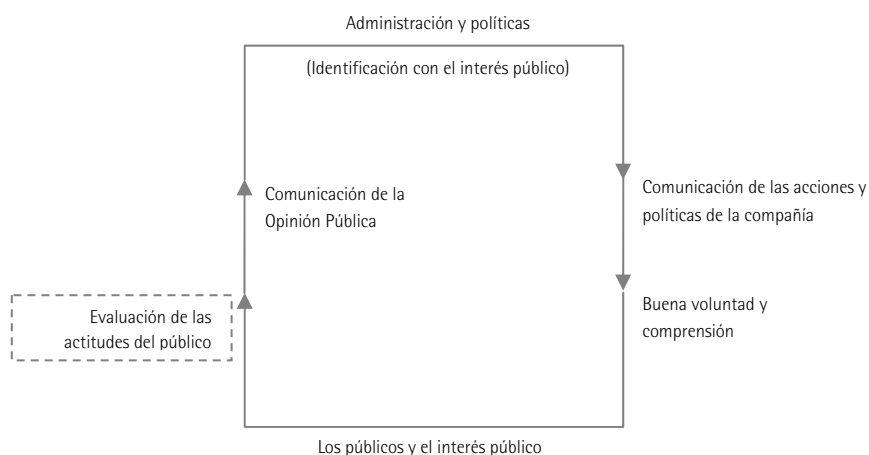 Administración y políticas
(Identificación con el interés público)
Comunicación de la
Opinión Pública
Comunicación de las acciones y
políticas de la compañía
Evaluación de las
actitudes del público
Buena voluntad y
comprensión
Los públicos y el interés público